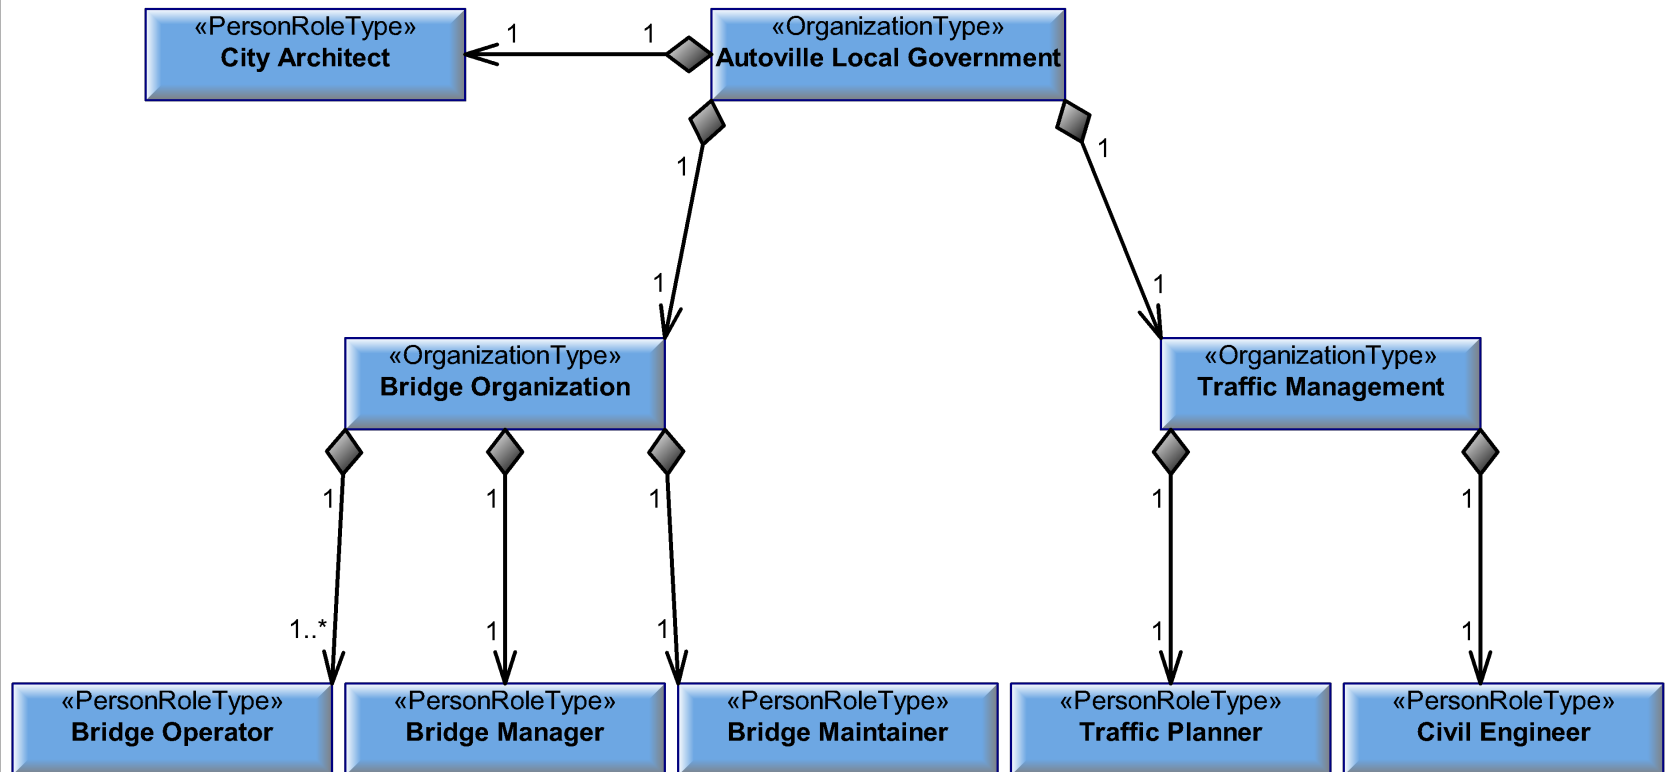 «PersonRoleType»
City Architect
1
1
«OrganizationType»
Autoville Local Government
1
1
1
1
«OrganizationType»
Bridge Organization
«OrganizationType»
Traffic Management
1
1
1
1
1
1..*
1
1
1
1
«PersonRoleType»
Bridge Operator
«PersonRoleType»
Bridge Manager
«PersonRoleType»
Bridge Maintainer
«PersonRoleType»
Traffic Planner
«PersonRoleType»
Civil Engineer